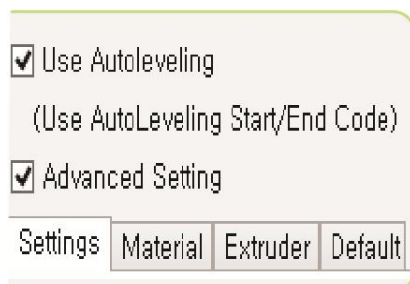 Use Autoleveling
(Use AutoLeveling Start/End Code)
Advanced Setting
Settings Material Extruder Default